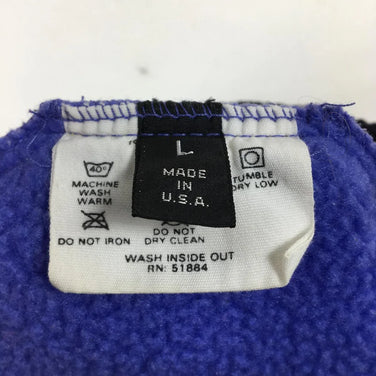 L
MADE
IN
U.S.A.
40°
MACHINE
WASH
WARM
TUMBLE
DRY LOW
DO NOT IRON
DO NOT
DRY CLEAN
WASH INSIDE OUT
RN: 51884